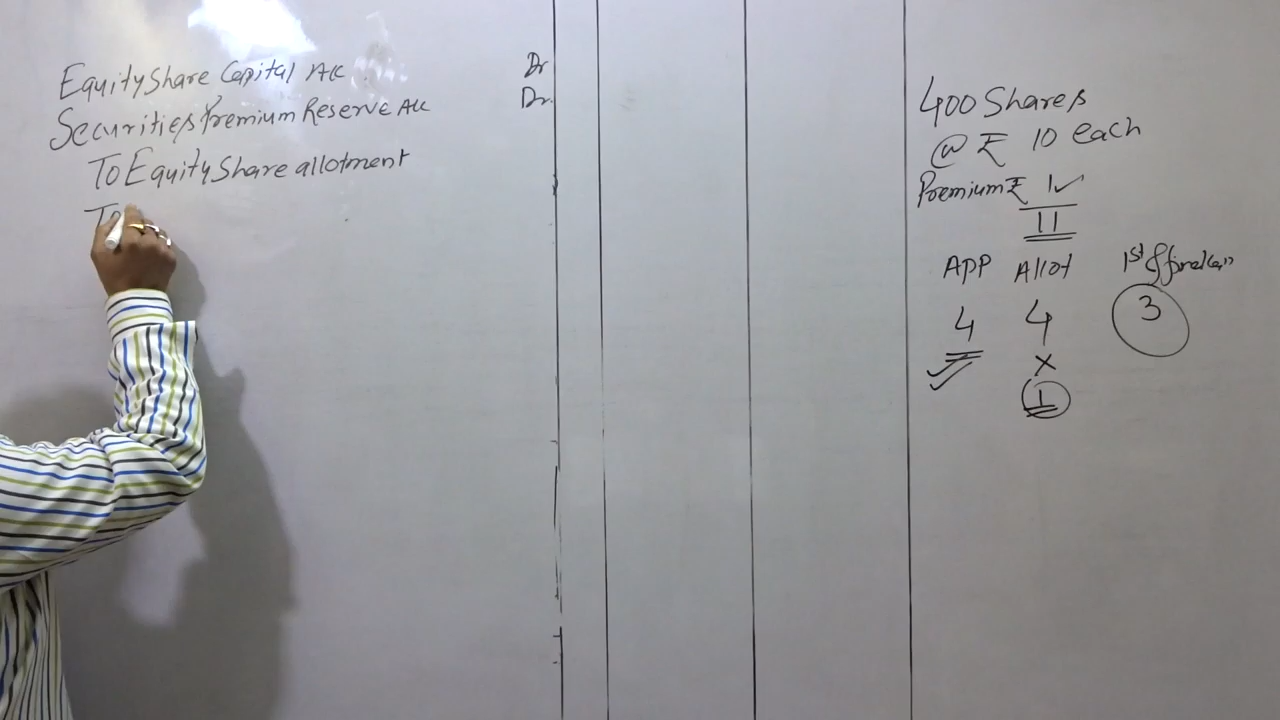 Equity Share Capital A/c Dr
Securities Premium Reserve A/c Dr.
To Equity Share allotment
To
400 Shares
@ ₹ 10 each
Premium ₹ 1 ✓
11
APP Allot 1st & final call
4 4 3
✓✓ x
1